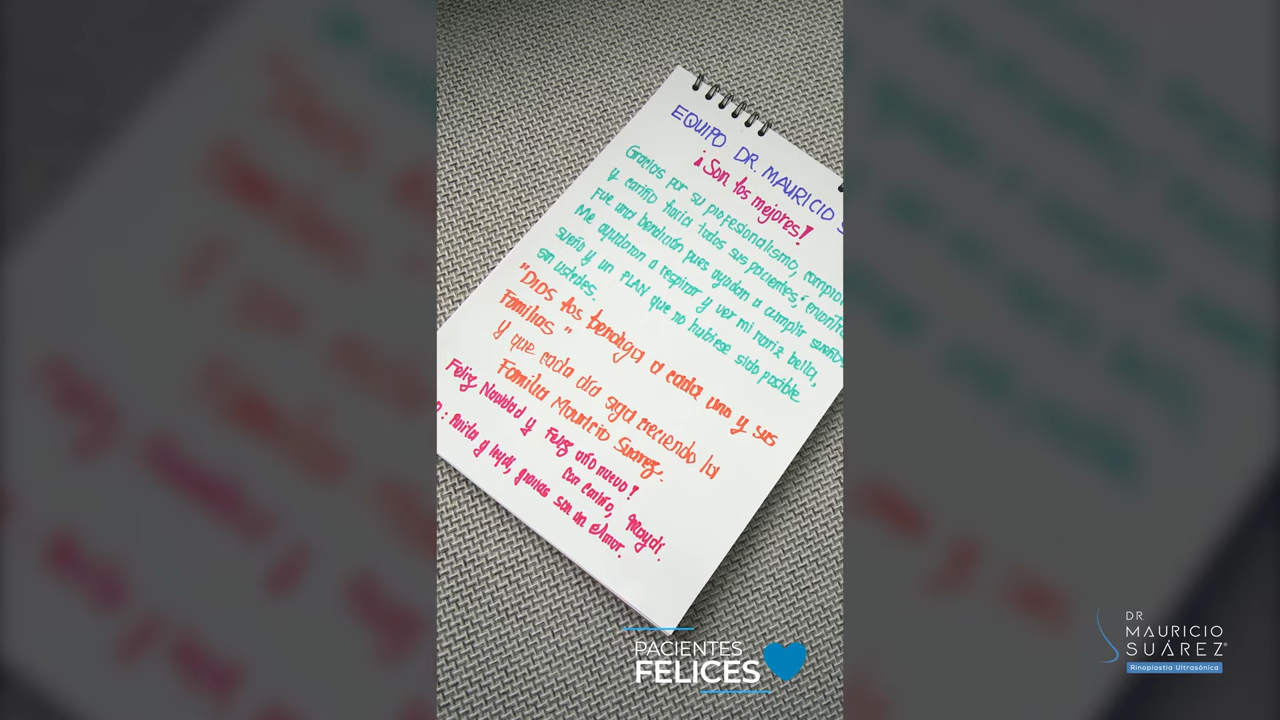 EQUIPO DR. MAURICIO S
¡Son los mejores!
Gracias por su profesionalismo,
y cariño hacia todos sus pacientes,
Fue una bendición pues ayudan a cumplir sueños
Me ayudaron a respirar y ver mi nariz bella,
sueño y un PLAN que no hubiese sido posible
sin ustedes.
"DIOS los bendiga a cada uno y sus
Familias"
y que cada día siga creciendo la
Familia Mauricio Suarez.
Feliz Navidad y Feliz año nuevo!
Con cariño, Maydi.
: Anita y leydi, gracias son un amor.
PACIENTES
FELICES
DR
MAURICIO
SUÁREZ®
Rinoplastia Ultrasónica